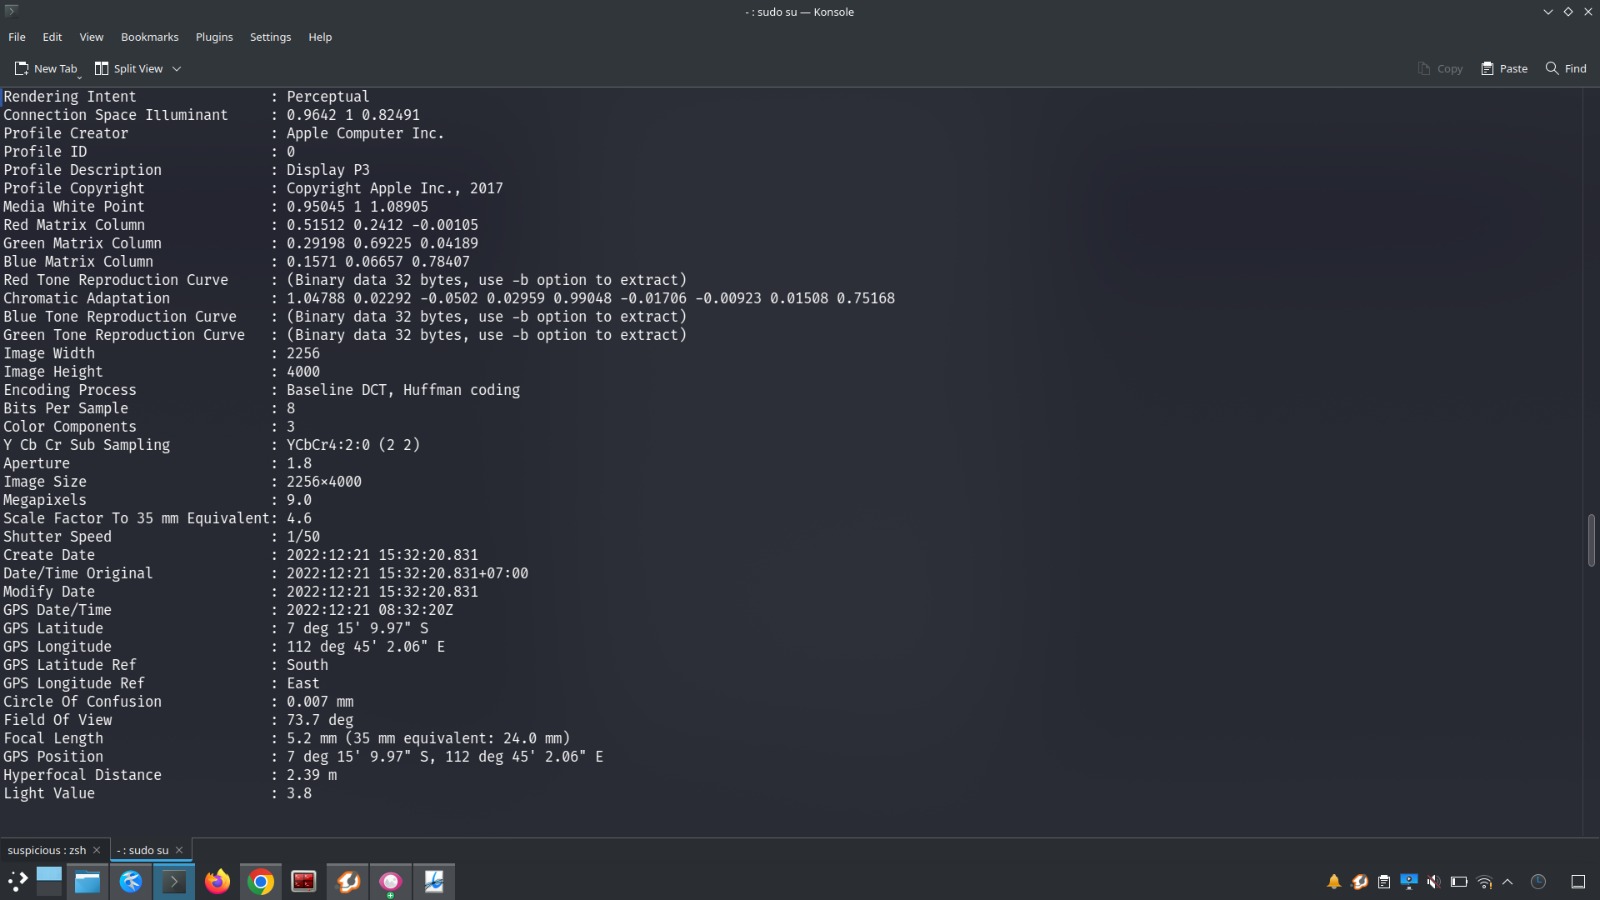 - : sudo su — Konsole
File Edit View Bookmarks Plugins Settings Help
New Tab Split View Copy Paste Find
Rendering Intent : Perceptual
Connection Space Illuminant : 0.9642 1 0.82491
Profile Creator : Apple Computer Inc.
Profile ID : 0
Profile Description : Display P3
Profile Copyright : Copyright Apple Inc., 2017
Media White Point : 0.95045 1 1.08905
Red Matrix Column : 0.51512 0.2412 -0.00105
Green Matrix Column : 0.29198 0.69225 0.04189
Blue Matrix Column : 0.1571 0.06657 0.78407
Red Tone Reproduction Curve : (Binary data 32 bytes, use -b option to extract)
Chromatic Adaptation : 1.04788 0.02292 -0.0502 0.02959 0.99048 -0.01706 -0.00923 0.01508 0.75168
Blue Tone Reproduction Curve : (Binary data 32 bytes, use -b option to extract)
Green Tone Reproduction Curve : (Binary data 32 bytes, use -b option to extract)
Image Width : 2256
Image Height : 4000
Encoding Process : Baseline DCT, Huffman coding
Bits Per Sample : 8
Color Components : 3
Y Cb Cr Sub Sampling : YCbCr4:2:0 (2 2)
Aperture : 1.8
Image Size : 2256×4000
Megapixels : 9.0
Scale Factor To 35 mm Equivalent: 4.6
Shutter Speed : 1/50
Create Date : 2022:12:21 15:32:20.831
Date/Time Original : 2022:12:21 15:32:20.831+07:00
Modify Date : 2022:12:21 15:32:20.831
GPS Date/Time : 2022:12:21 08:32:20Z
GPS Latitude : 7 deg 15' 9.97" S
GPS Longitude : 112 deg 45' 2.06" E
GPS Latitude Ref : South
GPS Longitude Ref : East
Circle Of Confusion : 0.007 mm
Field Of View : 73.7 deg
Focal Length : 5.2 mm (35 mm equivalent: 24.0 mm)
GPS Position : 7 deg 15' 9.97" S, 112 deg 45' 2.06" E
Hyperfocal Distance : 2.39 m
Light Value : 3.8
suspicious : zsh - : sudo su